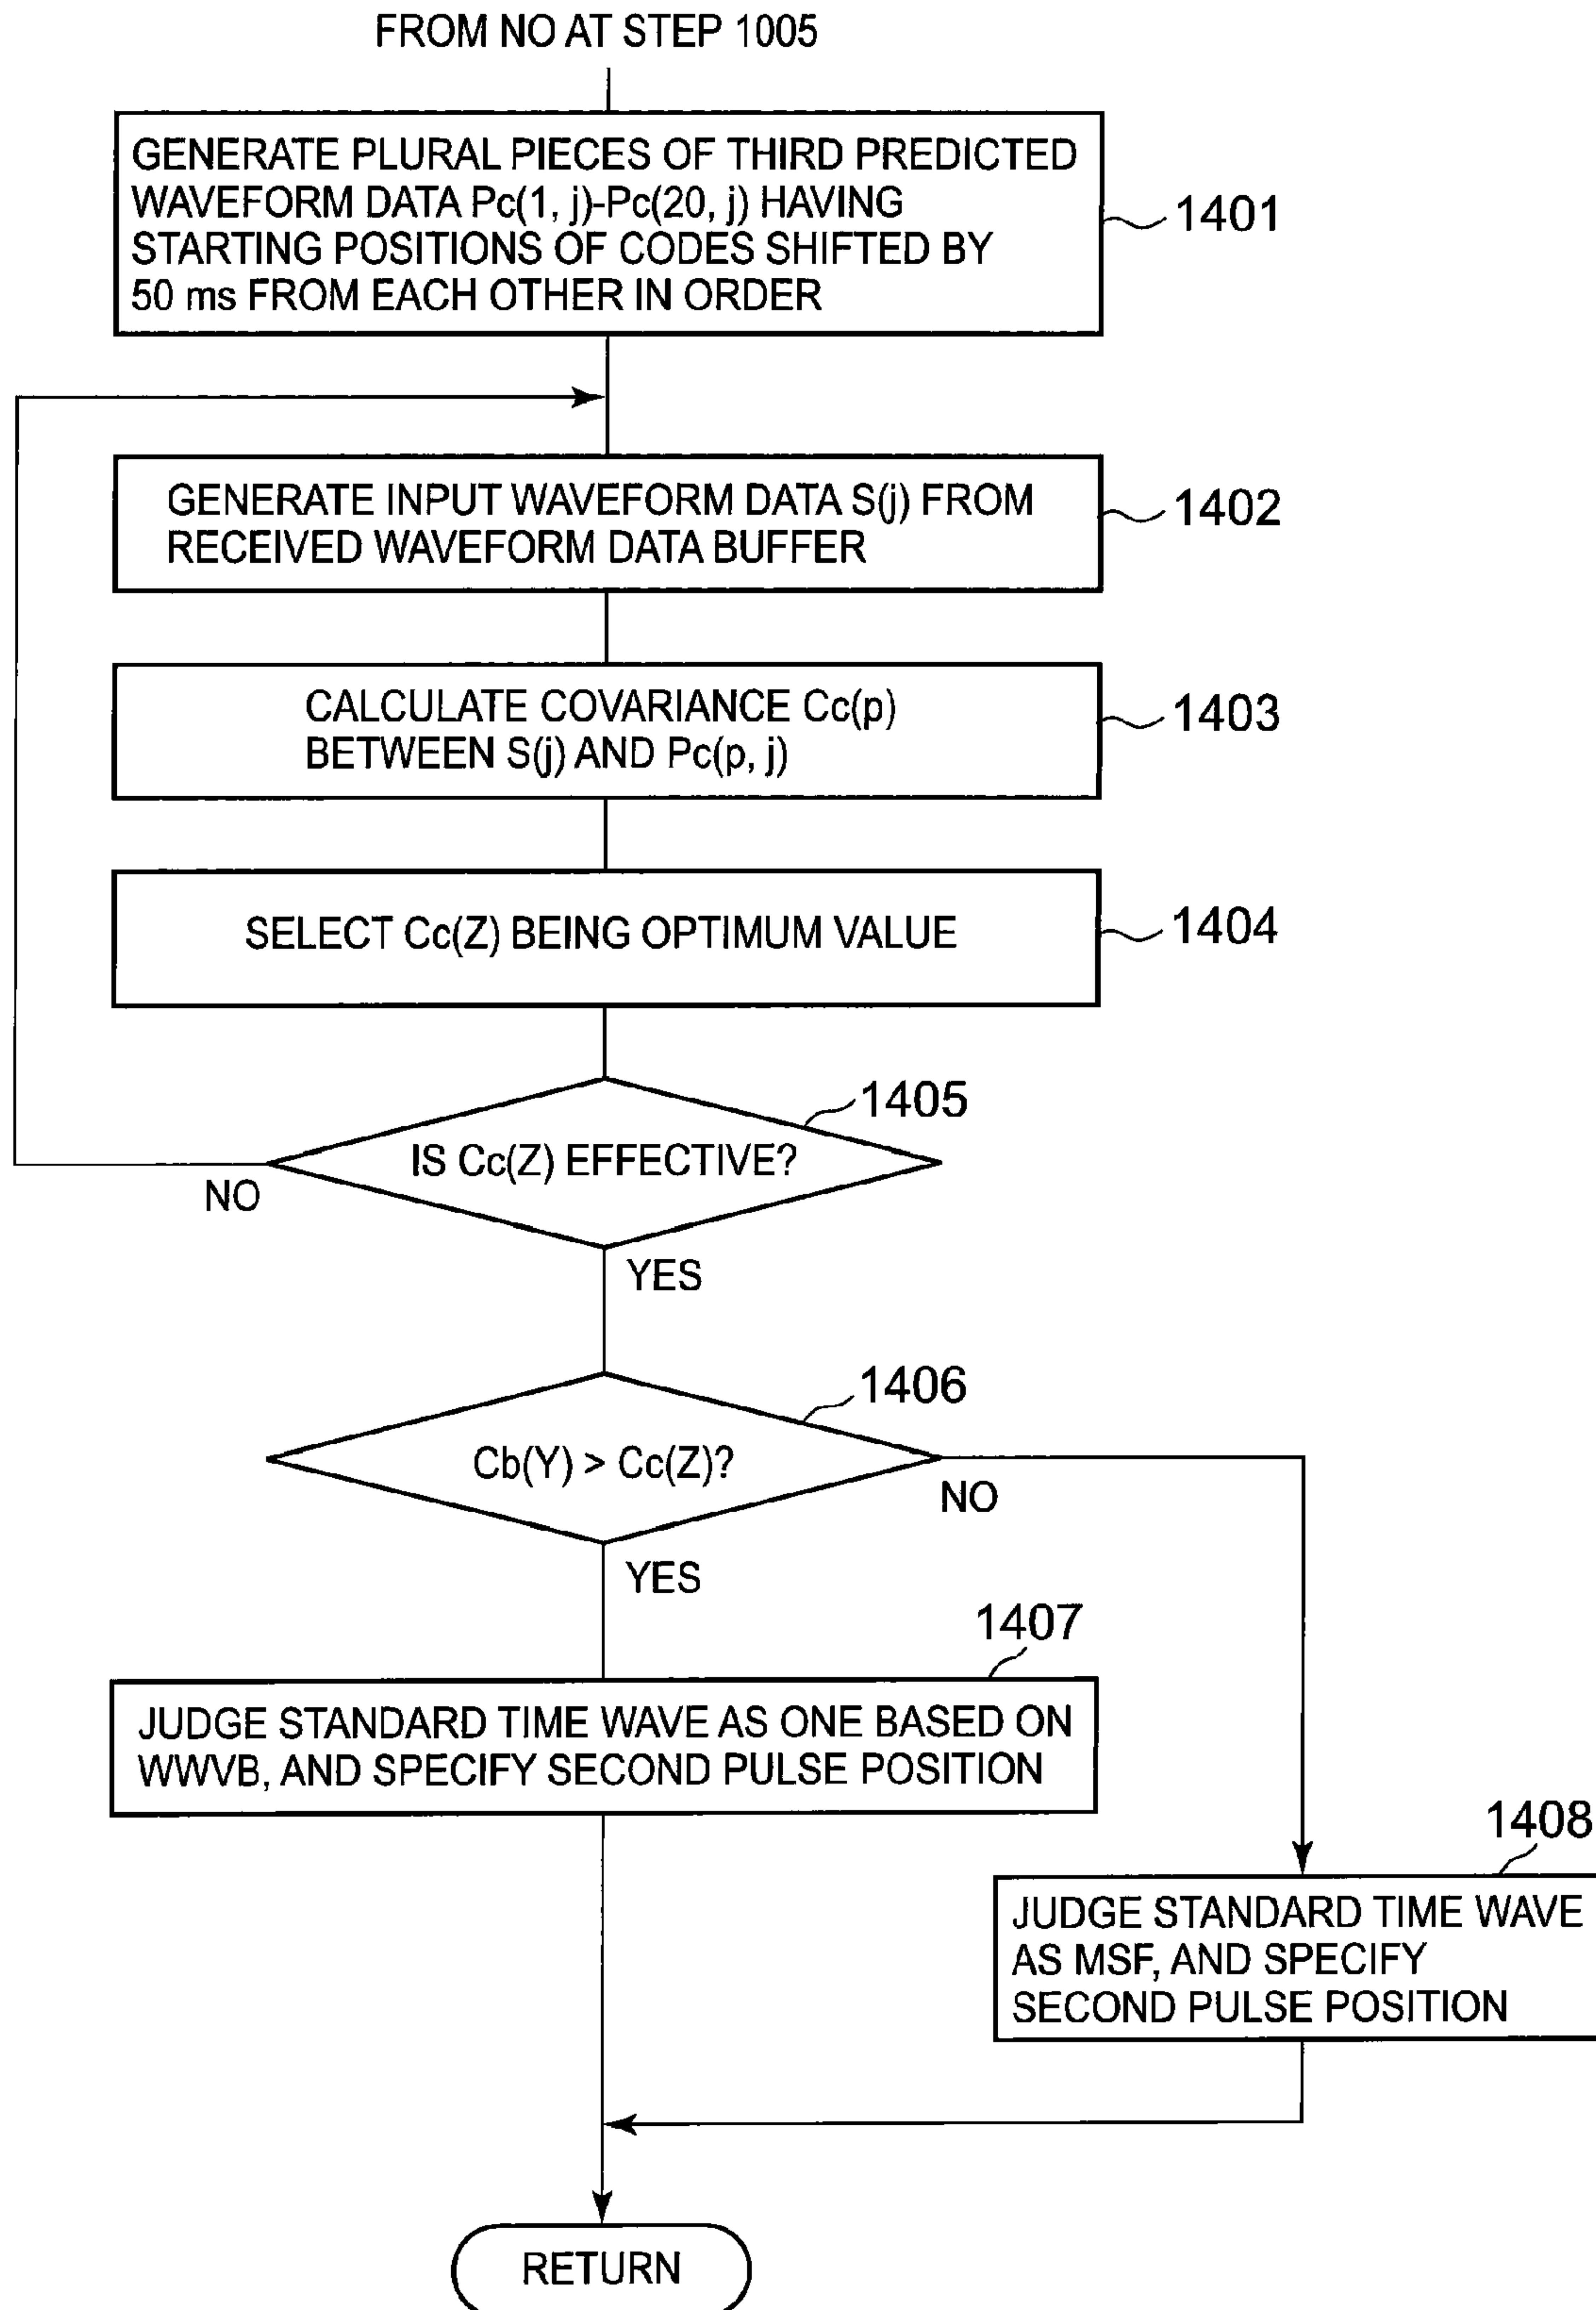 FROM NO AT STEP 1005
GENERATE PLURAL PIECES OF THIRD PREDICTED
WAVEFORM DATA Pc(1, j)-Pc(20, j) HAVING
STARTING POSITIONS OF CODES SHIFTED BY
50 ms FROM EACH OTHER IN ORDER
1401
GENERATE INPUT WAVEFORM DATA S(j) FROM
RECEIVED WAVEFORM DATA BUFFER
1402
CALCULATE COVARIANCE Cc(p)
BETWEEN S(j) AND Pc(p, j)
1403
SELECT Cc(Z) BEING OPTIMUM VALUE
1404
1405
IS Cc(Z) EFFECTIVE?
NO
YES
1406
Cb(Y) > Cc(Z)?
NO
YES
1407
JUDGE STANDARD TIME WAVE AS ONE BASED ON
WWVB, AND SPECIFY SECOND PULSE POSITION
1408
JUDGE STANDARD TIME WAVE
AS MSF, AND SPECIFY
SECOND PULSE POSITION
RETURN